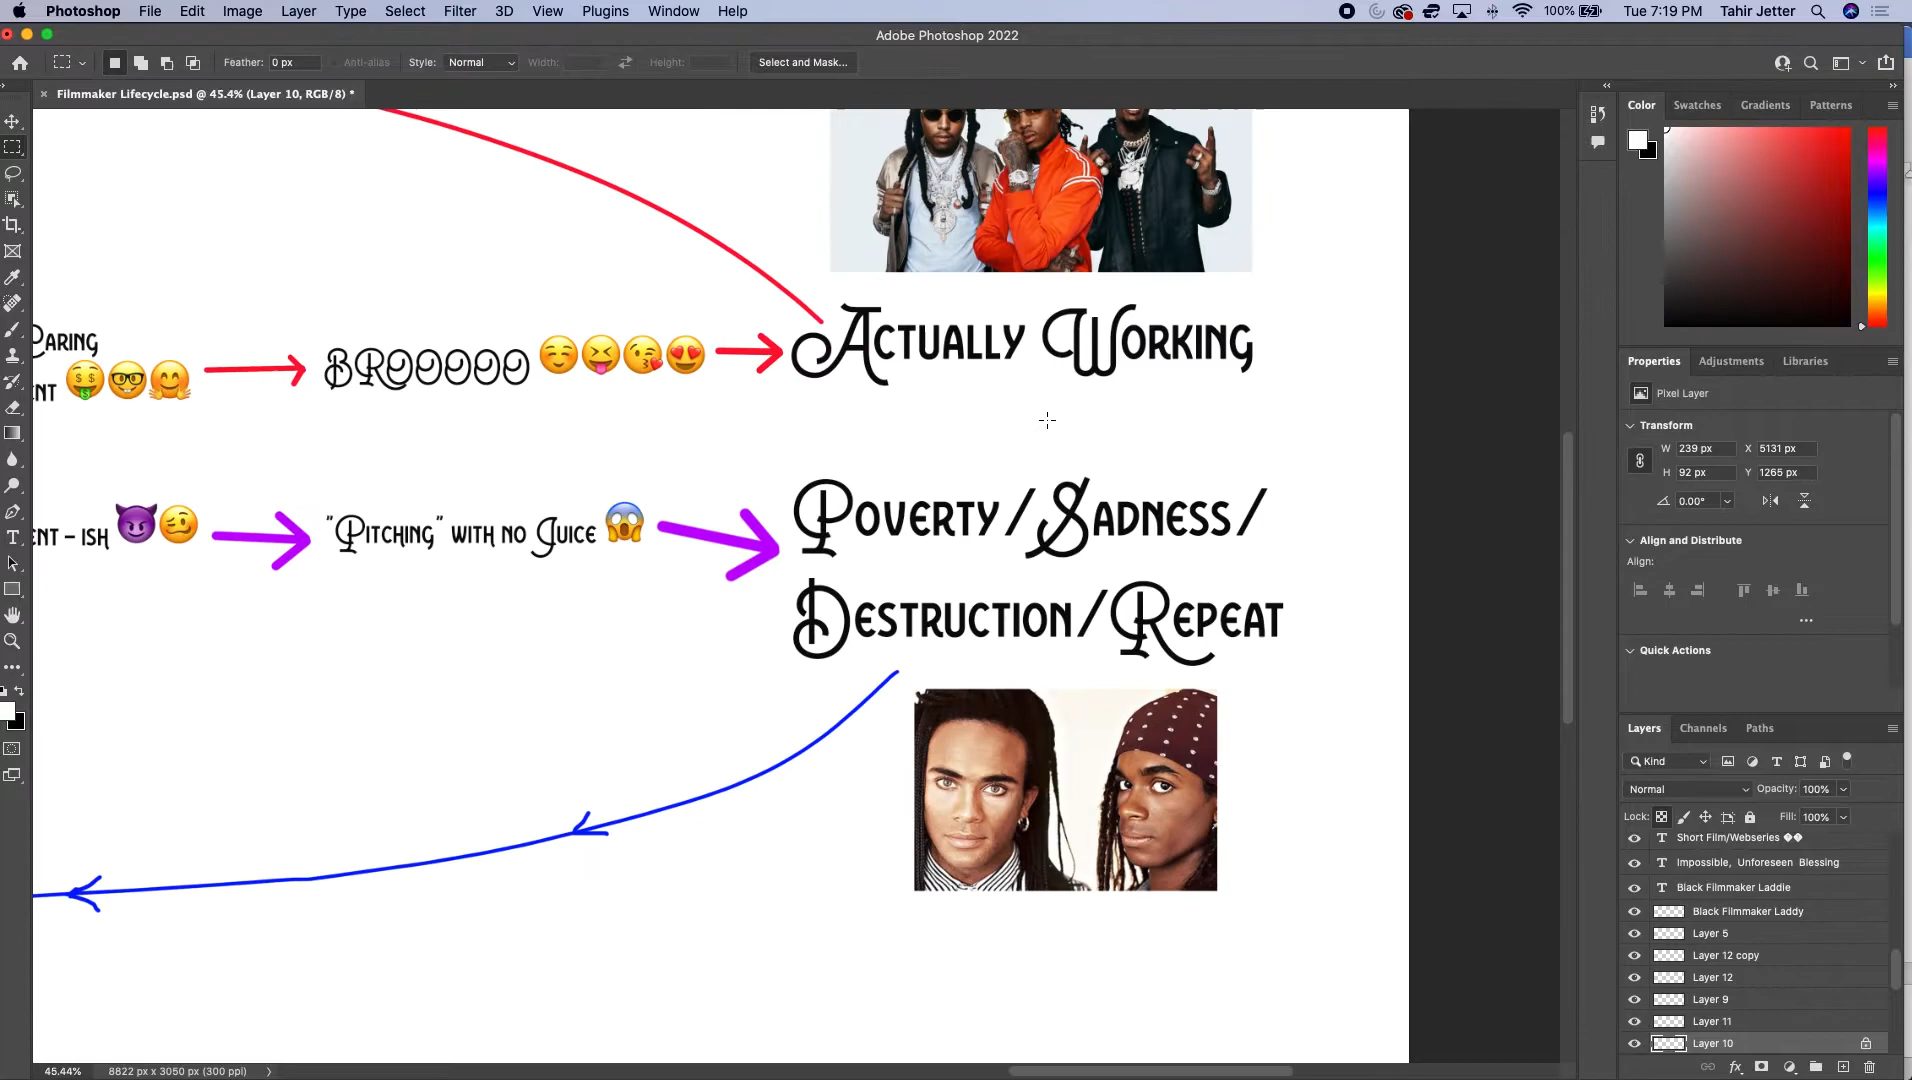 Photoshop File Edit Image Layer Type Select Filter 3D View Plugins Window Help 100% Tue 7:19 PM Tahir Jetter
Adobe Photoshop 2022
Feather: 0 px Anti-alias Style: Normal Width: Height: Select and Mask...
Filmmaker Lifecycle.psd @ 45.4% (Layer 10, RGB/8) *
Color Swatches Gradients Patterns
Actually Working
Paring
BROOOOO
ent
"Pitching" with no Juice
ent - ish
Poverty/Sadness/
Destruction/Repeat
Properties Adjustments Libraries
Pixel Layer
Transform
W 239 px X 5131 px
H 92 px Y 1265 px
0.00°
Align and Distribute
Align:
Quick Actions
Layers Channels Paths
Kind
Normal Opacity: 100%
Lock: Fill: 100%
Short Film/Webseries ��
Impossible, Unforeseen Blessing
Black Filmmaker Laddie
Black Filmmaker Laddy
Layer 5
Layer 12 copy
Layer 12
Layer 9
Layer 11
Layer 10
fx
45.44% 8822 px x 3050 px (300 ppi)